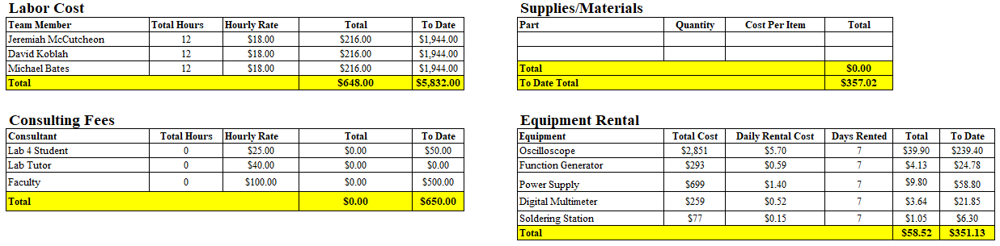 Labor Cost
Team Member Total Hours Hourly Rate Total To Date
Jeremiah McCutcheon 12 $18.00 $216.00 $1,944.00
David Koblah 12 $18.00 $216.00 $1,944.00
Michael Bates 12 $18.00 $216.00 $1,944.00
Total $648.00 $5,832.00
Supplies/Materials
Part Quantity Cost Per Item Total
Total $0.00
To Date Total $357.02
Consulting Fees
Consultant Total Hours Hourly Rate Total To Date
Lab 4 Student 0 $25.00 $0.00 $50.00
Lab Tutor 0 $40.00 $0.00 $0.00
Faculty 0 $100.00 $0.00 $500.00
Total $0.00 $650.00
Equipment Rental
Equipment Total Cost Daily Rental Cost Days Rented Total To Date
Oscilloscope $2,851 $5.70 7 $39.90 $239.40
Function Generator $293 $0.59 7 $4.13 $24.78
Power Supply $699 $1.40 7 $9.80 $58.80
Digital Multimeter $259 $0.52 7 $3.64 $21.85
Soldering Station $77 $0.15 7 $1.05 $6.30
Total $58.52 $351.13